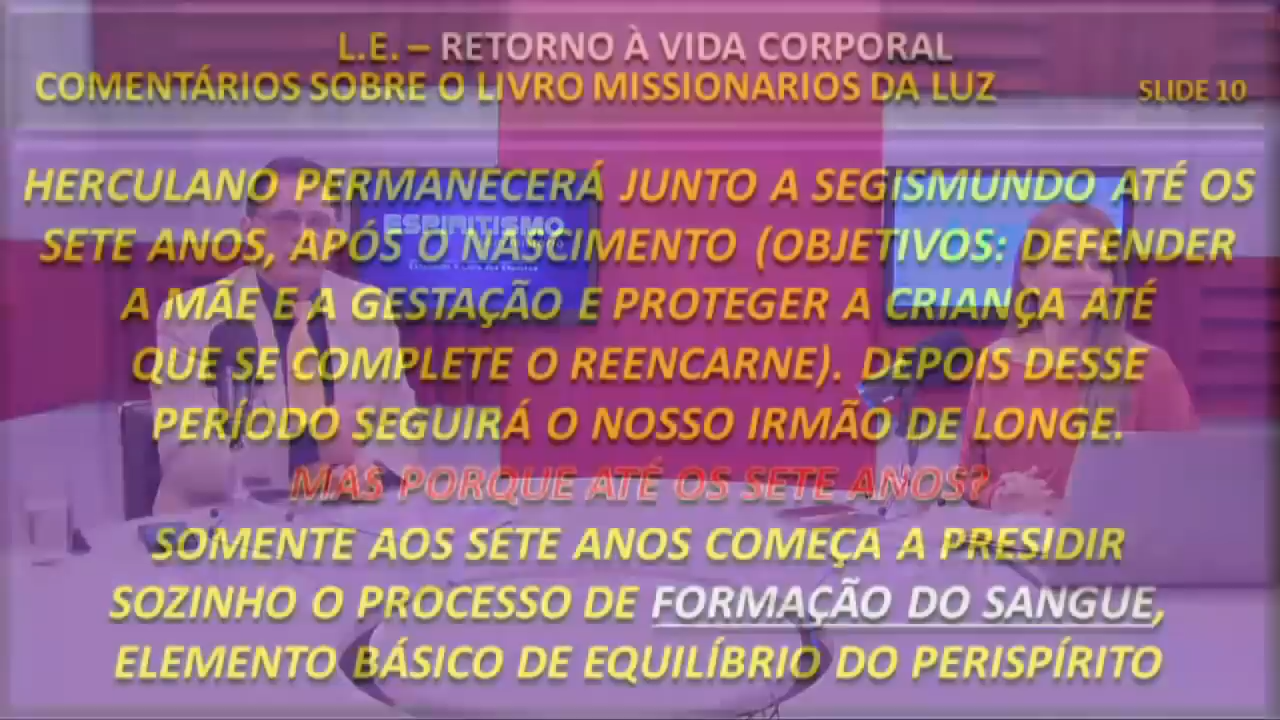 L.E. – RETORNO À VIDA CORPORAL
COMENTÁRIOS SOBRE O LIVRO MISSIONARIOS DA LUZ
SLIDE 10
HERCULANO PERMANECERÁ JUNTO A SEGISMUNDO ATÉ OS
SETE ANOS, APÓS O NASCIMENTO (OBJETIVOS: DEFENDER
A MÃE E A GESTAÇÃO E PROTEGER A CRIANÇA ATÉ
QUE SE COMPLETE O REENCARNE). DEPOIS DESSE
PERÍODO SEGUIRÁ O NOSSO IRMÃO DE LONGE.
MAS PORQUE ATÉ OS SETE ANOS?
SOMENTE AOS SETE ANOS COMEÇA A PRESIDIR
SOZINHO O PROCESSO DE FORMAÇÃO DO SANGUE,
ELEMENTO BÁSICO DE EQUILÍBRIO DO PERISPÍRITO
ESPIRITISMO